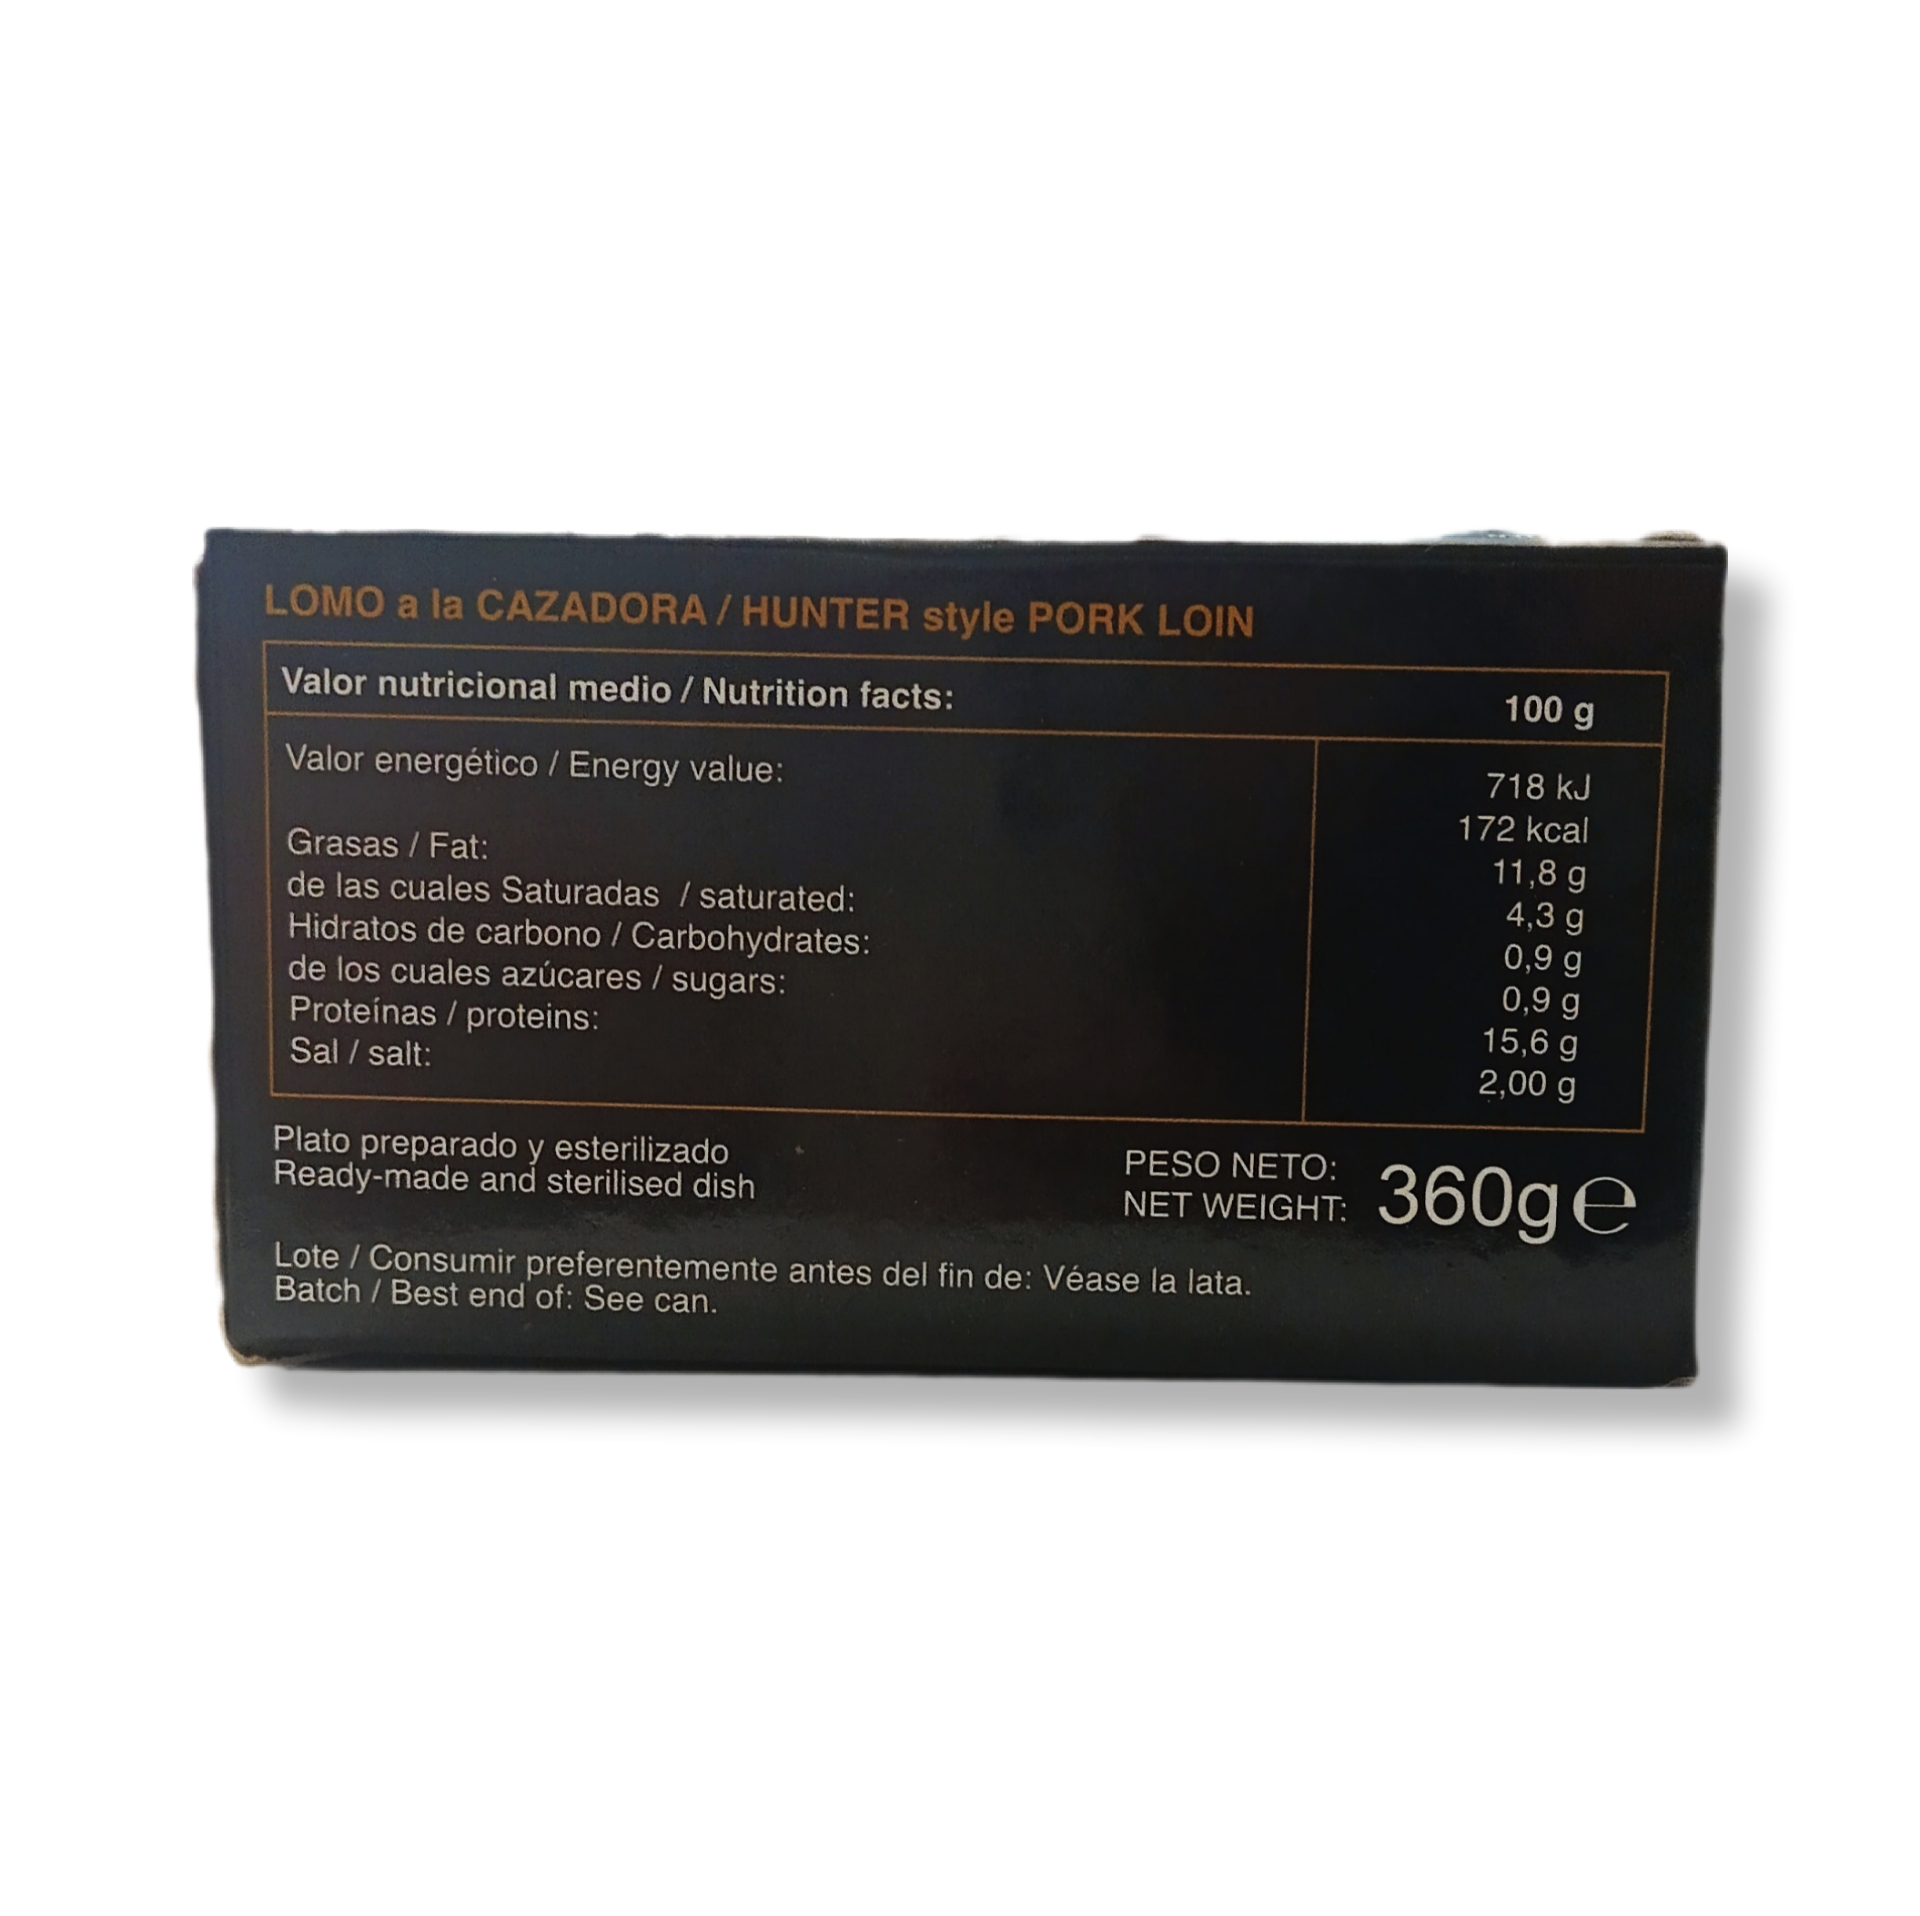 LOMO a la CAZADORA / HUNTER style PORK LOIN
Valor nutricional medio / Nutrition facts: 100 g
Valor energético / Energy value: 718 kJ
172 kcal
Grasas / Fat: 11,8 g
de las cuales Saturadas / saturated: 4,3 g
Hidratos de carbono / Carbohydrates: 0,9 g
de los cuales azúcares / sugars: 0,9 g
Proteínas / proteins: 15,6 g
Sal / salt: 2,00 g
Plato preparado y esterilizado
Ready-made and sterilised dish
PESO NETO:
NET WEIGHT: 360g e
Lote / Consumir preferentemente antes del fin de: Véase la lata.
Batch / Best end of: See can.